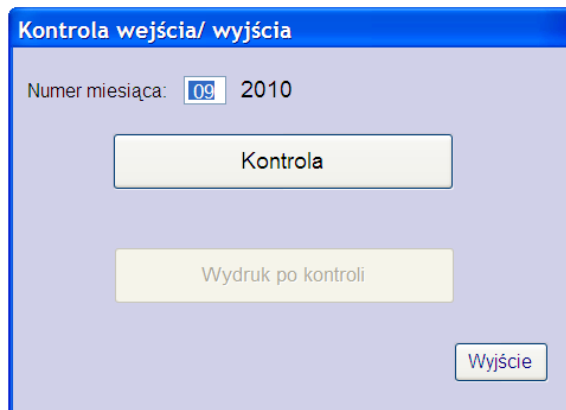 Kontrola wejścia/ wyjścia
Numer miesiąca: 09 2010
Kontrola
Wydruk po kontroli
Wyjście